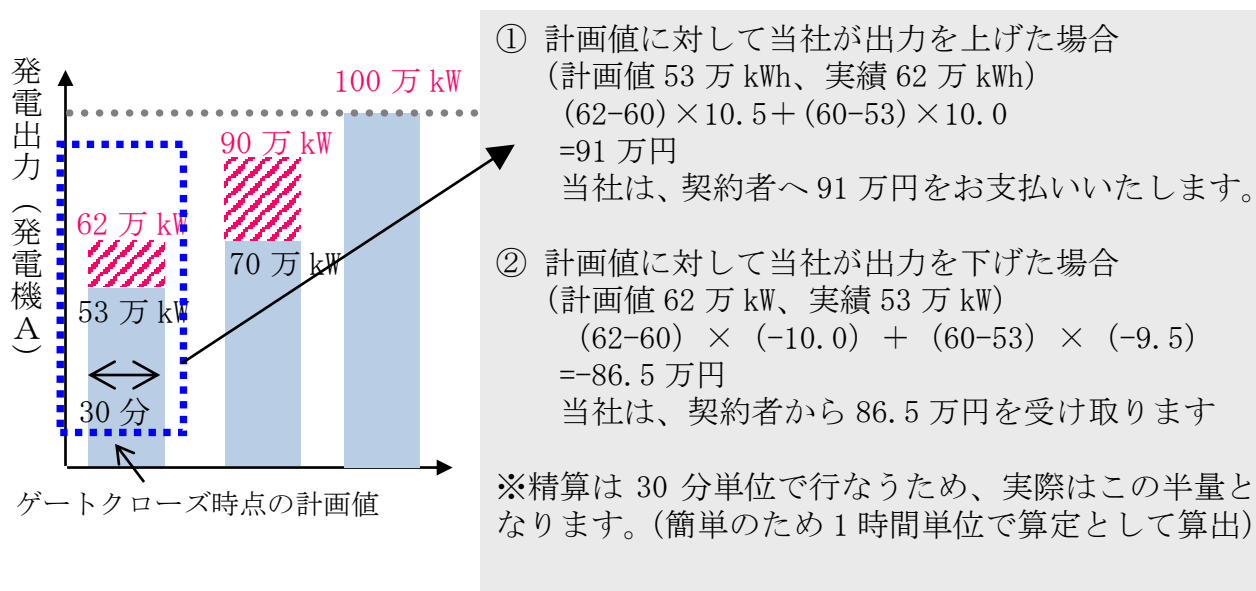 発電出力（発電機A）
100 万 kW
90 万 kW
62 万 kW
70 万 kW
53 万 kW
30 分
ゲートクローズ時点の計画値
① 計画値に対して当社が出力を上げた場合
(計画値 53 万 kWh、実績 62 万 kWh)
(62-60)×10.5＋(60-53)×10.0
=91 万円
当社は、契約者へ 91 万円をお支払いいたします。
② 計画値に対して当社が出力を下げた場合
(計画値 62 万 kW、実績 53 万 kW)
(62-60) × (-10.0) ＋ (60-53) × (-9.5)
=-86.5 万円
当社は、契約者から 86.5 万円を受け取ります
※精算は 30 分単位で行なうため、実際はこの半量と
なります。(簡単のため 1 時間単位で算定として算出)